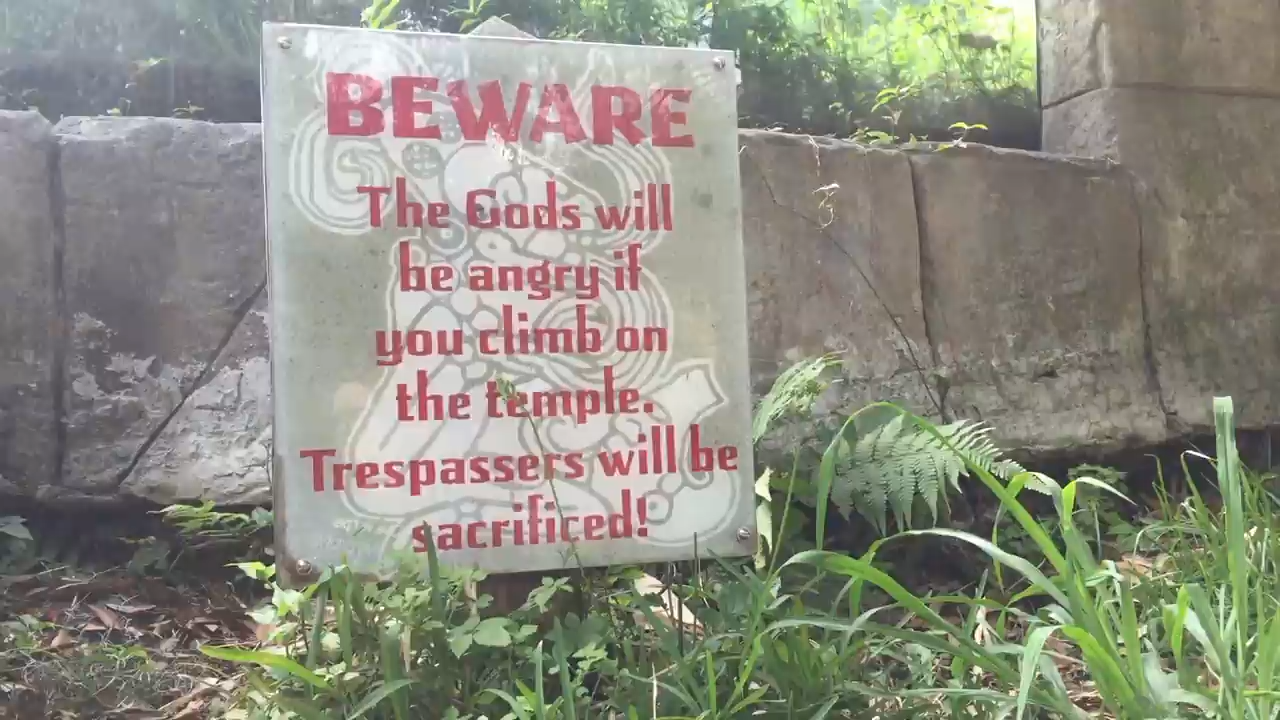 BEWARE
The Gods will
be angry if
you climb on
the temple.
Trespassers will be
sacrificed!